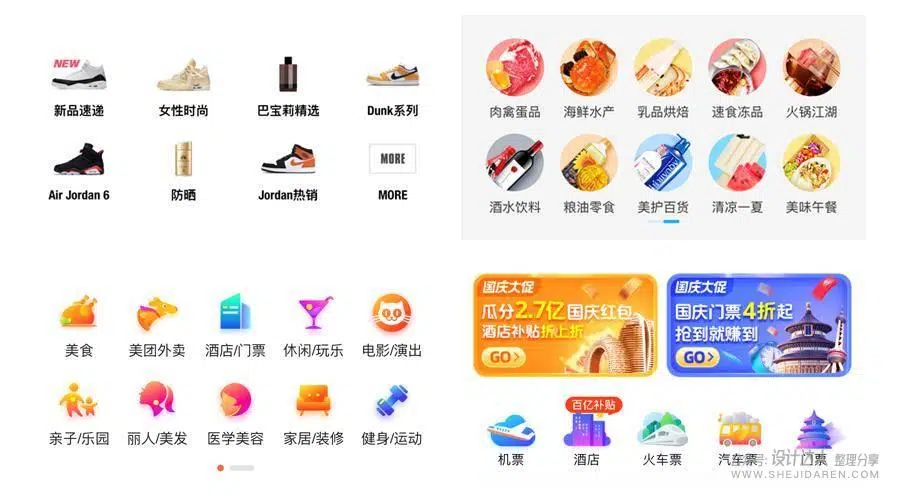 NEW
新品速递
女性时尚
巴宝莉精选
Dunk系列
MORE
Air Jordan 6
防晒
Jordan热销
MORE
肉禽蛋品
海鲜水产
乳品烘焙
速食冻品
火锅江湖
酒水饮料
粮油零食
美护百货
清凉一夏
美味午餐
美食
美团外卖
酒店/门票
休闲/玩乐
电影/演出
亲子/乐园
丽人/美发
医学美容
家居/装修
健身/运动
国庆大促
瓜分2.7亿国庆红包
酒店补贴折上折
GO
国庆大促
国庆门票4折起
抢到就赚到
GO
百亿补贴
机票
酒店
火车票
汽车票
门票
设计达人 整理分享
WWW.SHEJIDAREN.COM